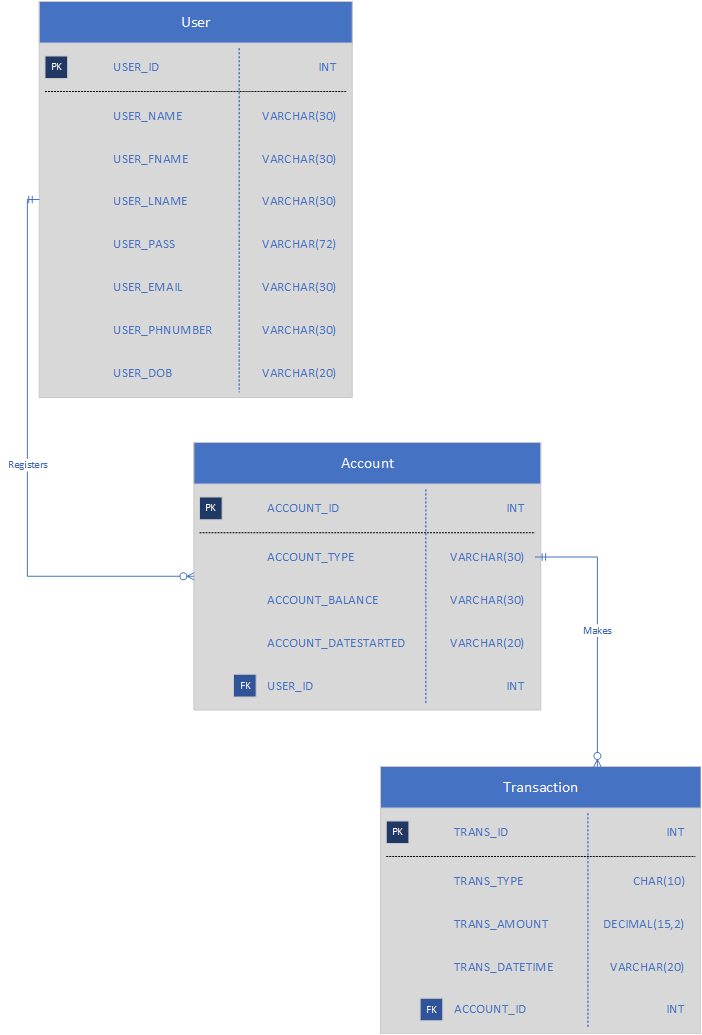 User
PK USER_ID INT
USER_NAME VARCHAR(30)
USER_FNAME VARCHAR(30)
USER_LNAME VARCHAR(30)
USER_PASS VARCHAR(72)
USER_EMAIL VARCHAR(30)
USER_PHNUMBER VARCHAR(30)
USER_DOB VARCHAR(20)
Registers
Account
PK ACCOUNT_ID INT
ACCOUNT_TYPE VARCHAR(30)
ACCOUNT_BALANCE VARCHAR(30)
ACCOUNT_DATESTARTED VARCHAR(20)
FK USER_ID INT
Makes
Transaction
PK TRANS_ID INT
TRANS_TYPE CHAR(10)
TRANS_AMOUNT DECIMAL(15,2)
TRANS_DATETIME VARCHAR(20)
FK ACCOUNT_ID INT